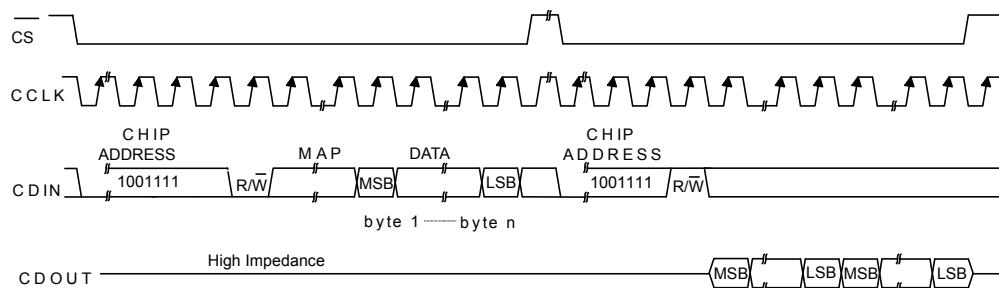 CS
CCLK
CHIP
ADDRESS
MAP
DATA
CHIP
ADDRESS
CDIN
1001111
R/W
MSB
LSB
1001111
R/W
byte 1
byte n
High Impedance
CDOUT
MSB
LSB
MSB
LSB